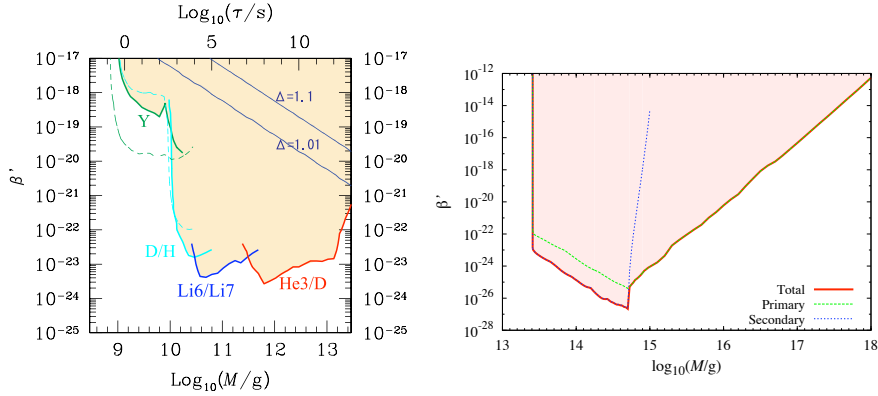 Log₁₀(τ/s)
0 5 10
10⁻¹⁷ 10⁻¹⁷
10⁻¹⁸ 10⁻¹⁸
10⁻¹⁹ 10⁻¹⁹
10⁻²⁰ 10⁻²⁰
10⁻²¹ 10⁻²¹
10⁻²² 10⁻²²
10⁻²³ 10⁻²³
10⁻²⁴ 10⁻²⁴
10⁻²⁵ 10⁻²⁵
β'
Δ=1.1
Δ=1.01
Y
D/H
Li6/Li7
He3/D
9 10 11 12 13
Log₁₀(M/g)
10⁻¹²
10⁻¹⁴
10⁻¹⁶
10⁻¹⁸
10⁻²⁰
10⁻²²
10⁻²⁴
10⁻²⁶
10⁻²⁸
β'
Total
Primary
Secondary
13 14 15 16 17 18
log₁₀(M/g)